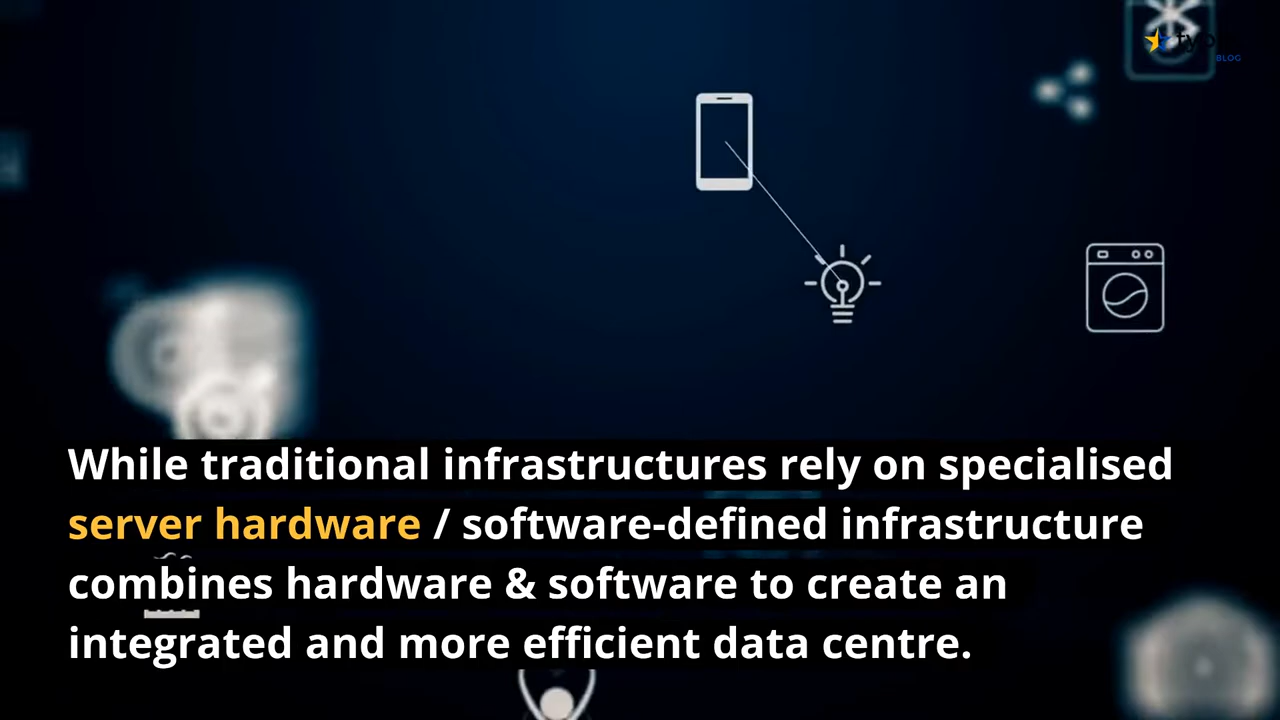 BLOG
While traditional infrastructures rely on specialised
server hardware / software-defined infrastructure
combines hardware & software to create an
integrated and more efficient data centre.